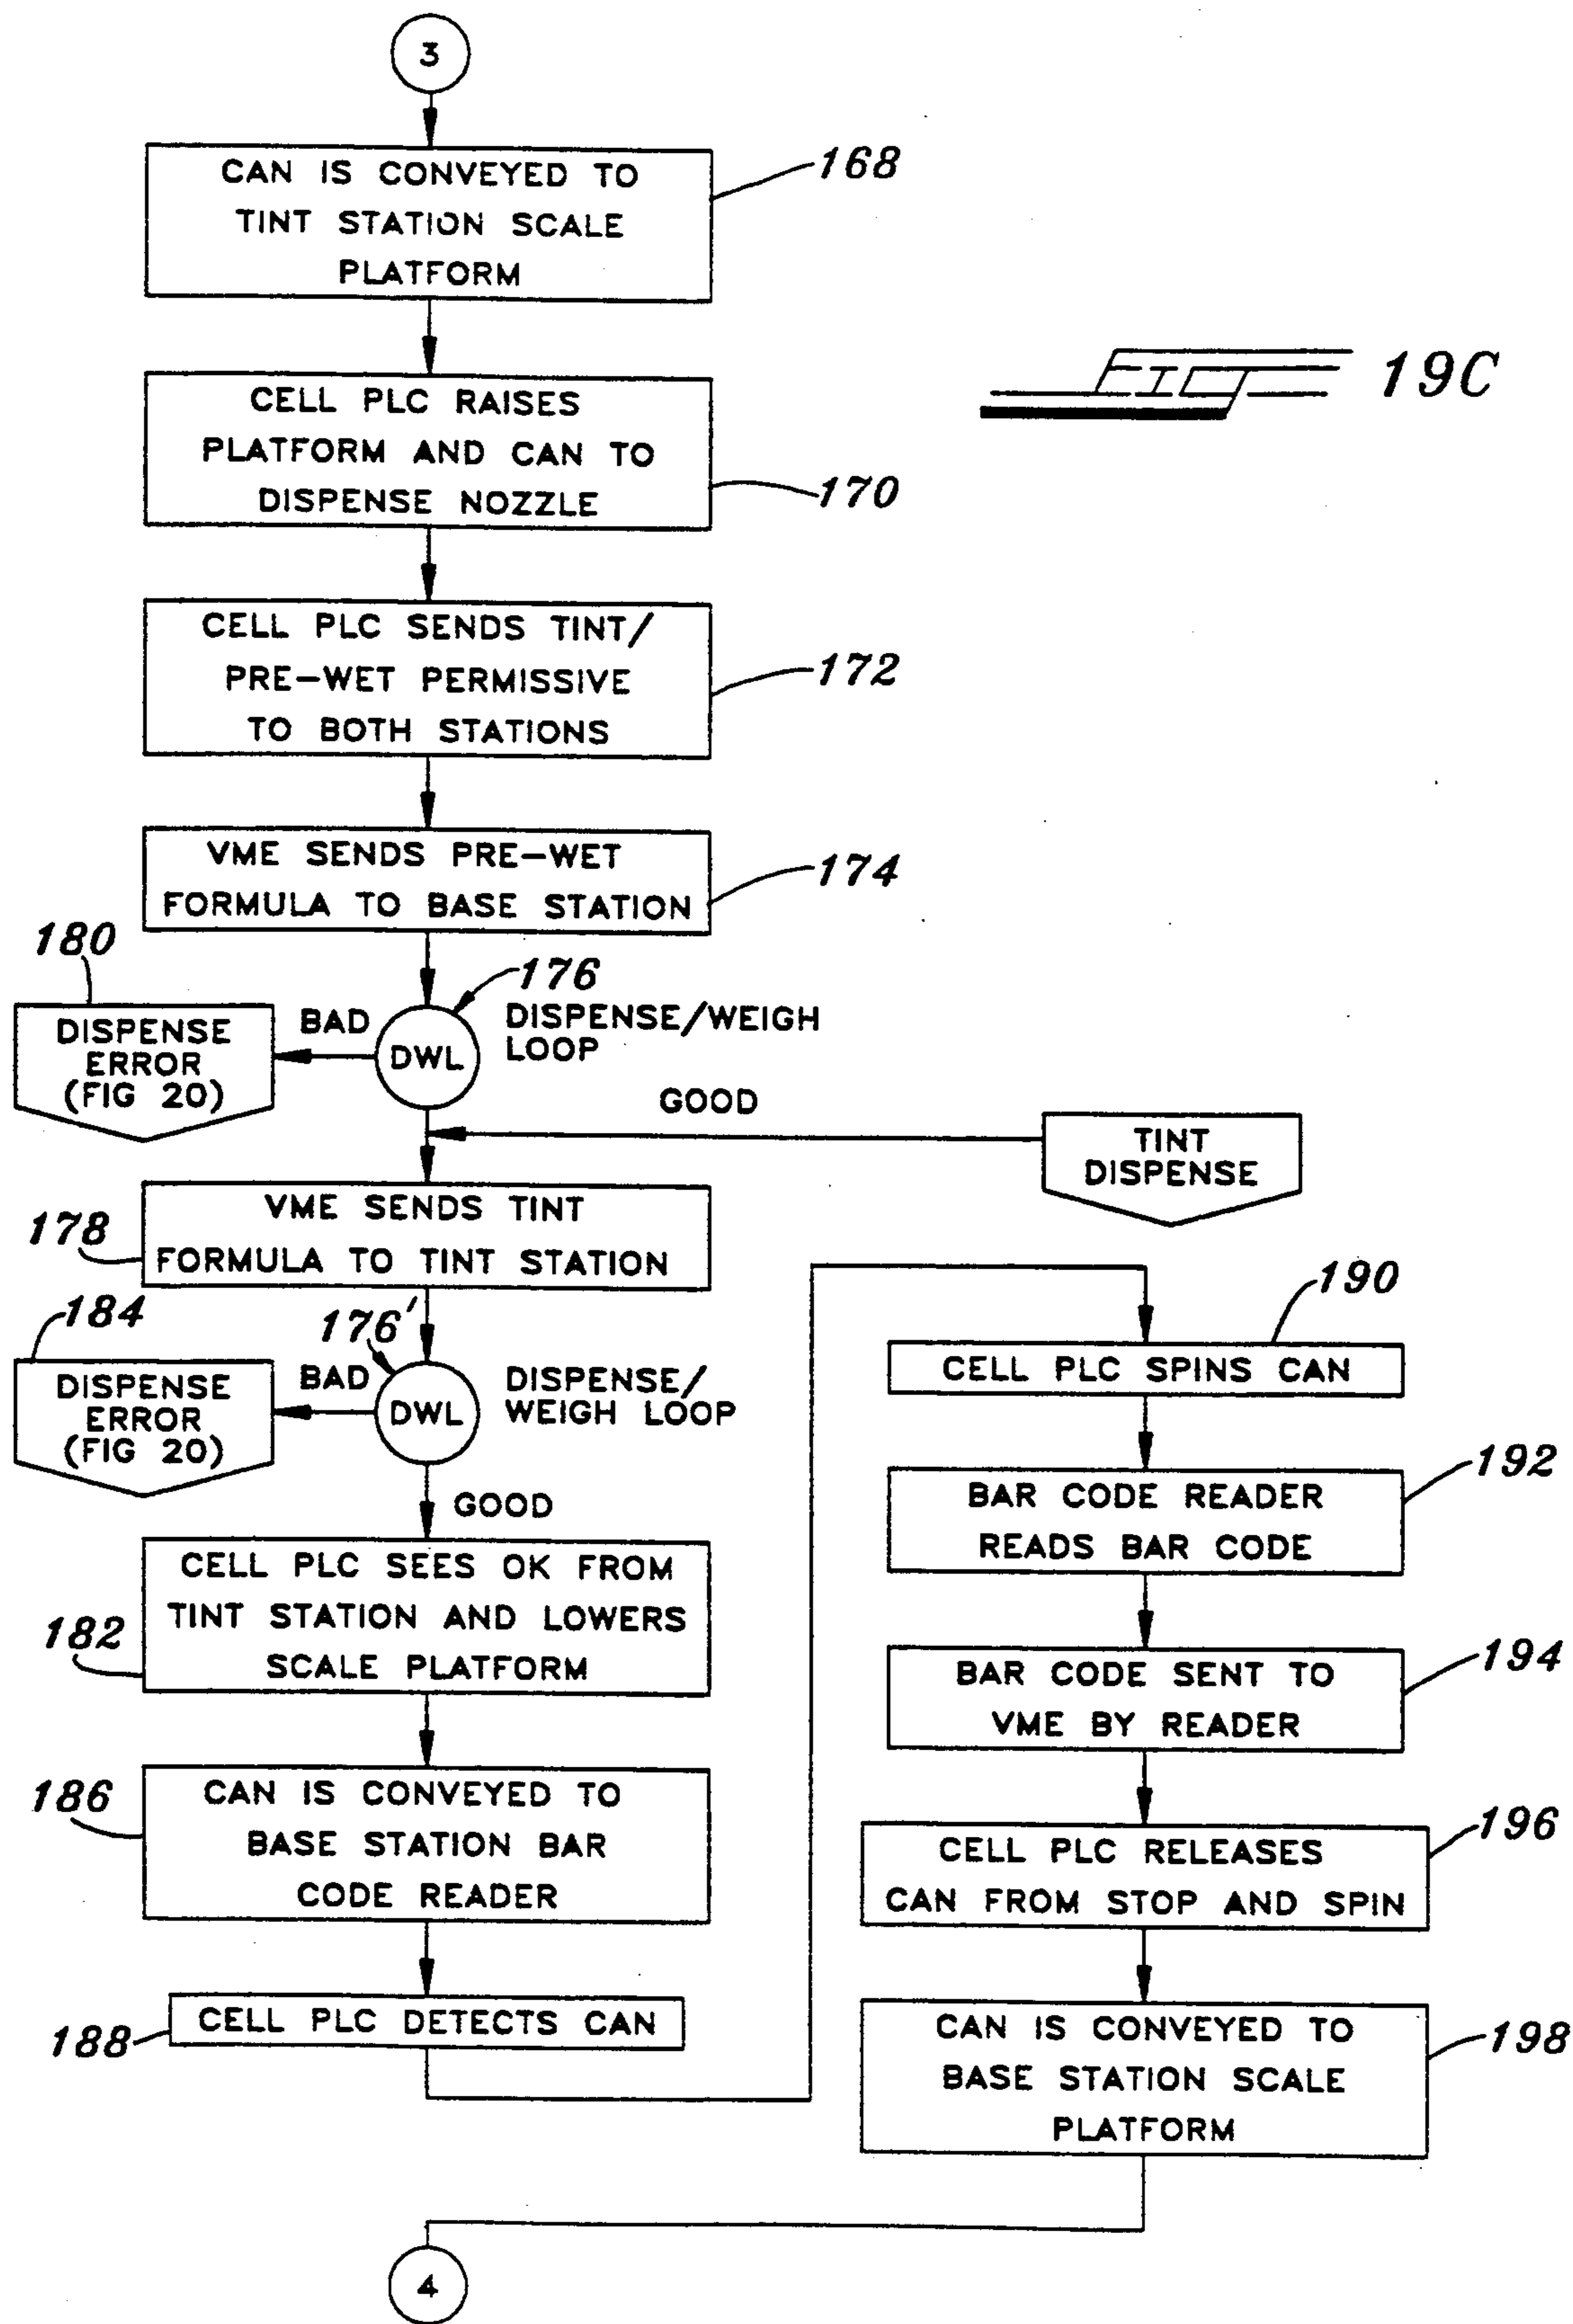 3
CAN IS CONVEYED TO
TINT STATION SCALE
PLATFORM
168
CELL PLC RAISES
PLATFORM AND CAN TO
DISPENSE NOZZLE
170
FIG 19C
CELL PLC SENDS TINT/
PRE-WET PERMISSIVE
TO BOTH STATIONS
172
VME SENDS PRE-WET
FORMULA TO BASE STATION
174
180
DISPENSE
ERROR
(FIG 20)
BAD
DWL
176
DISPENSE/WEIGH
LOOP
GOOD
TINT
DISPENSE
VME SENDS TINT
FORMULA TO TINT STATION
178
184
DISPENSE
ERROR
(FIG 20)
BAD
DWL
176'
DISPENSE/
WEIGH LOOP
GOOD
CELL PLC SEES OK FROM
TINT STATION AND LOWERS
SCALE PLATFORM
182
CAN IS CONVEYED TO
BASE STATION BAR
CODE READER
186
CELL PLC DETECTS CAN
188
CELL PLC SPINS CAN
190
BAR CODE READER
READS BAR CODE
192
BAR CODE SENT TO
VME BY READER
194
CELL PLC RELEASES
CAN FROM STOP AND SPIN
196
CAN IS CONVEYED TO
BASE STATION SCALE
PLATFORM
198
4